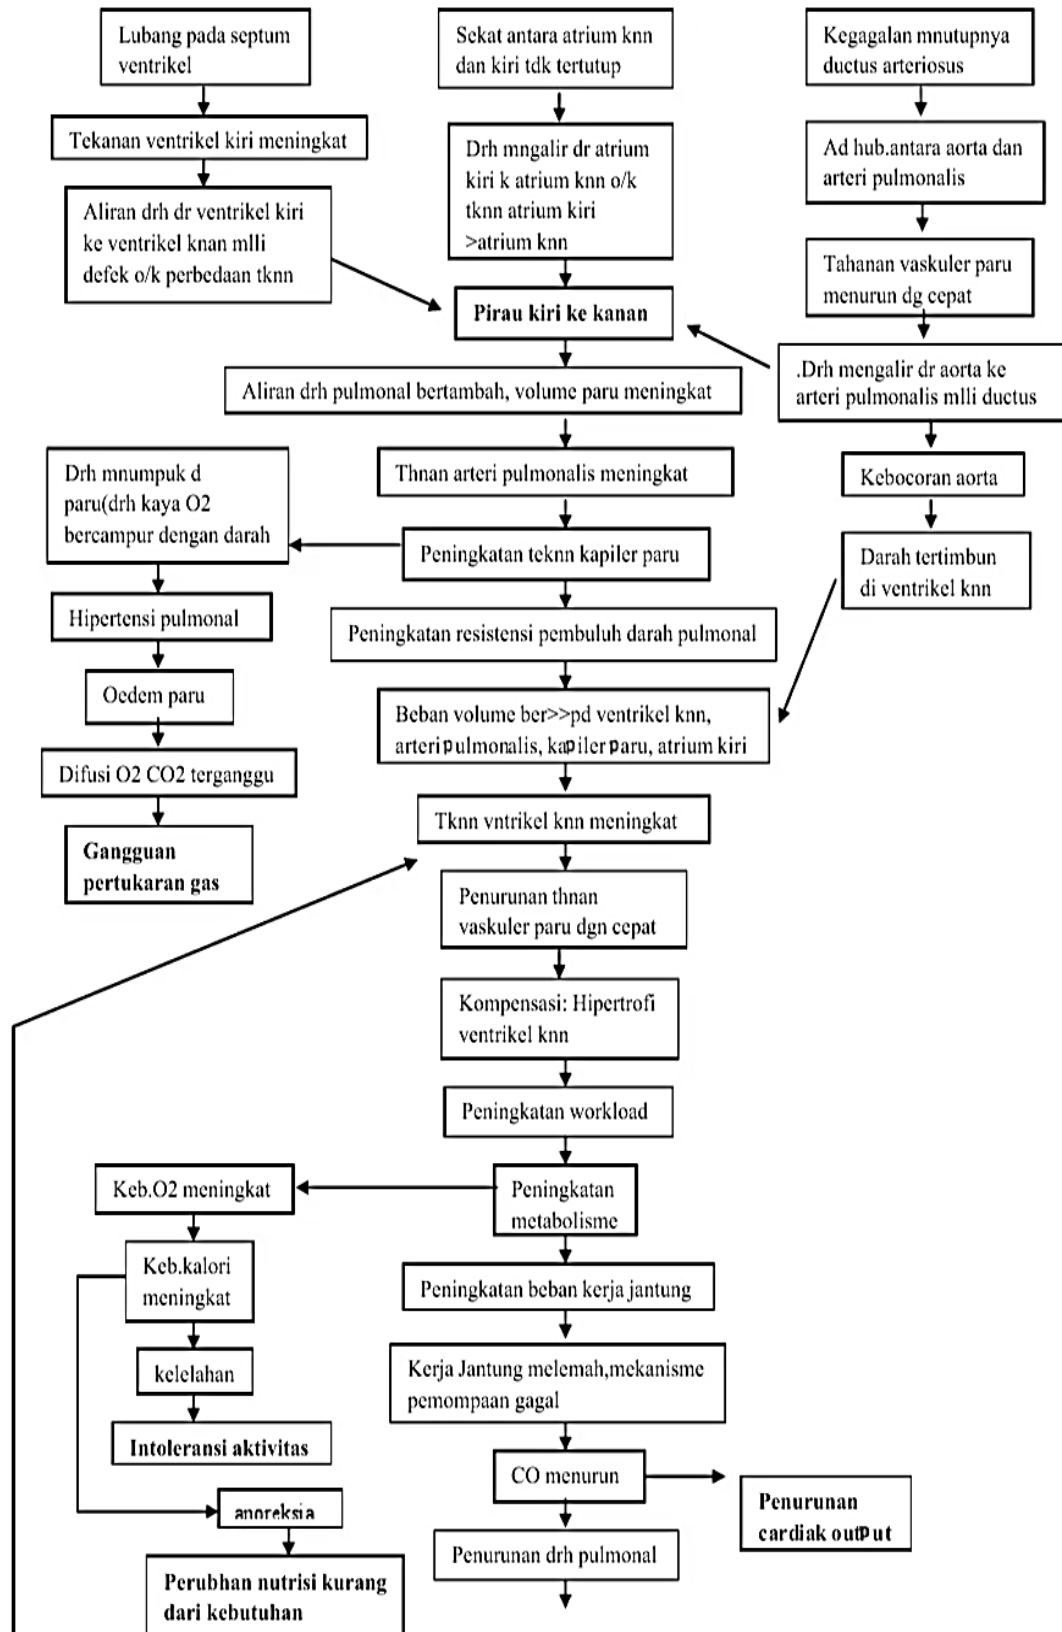 Lubang pada septum
ventrikel
Tekanan ventrikel kiri meningkat
Aliran drh dr ventrikel kiri
ke ventrikel knan mlli
defek o/k perbedaan tknn
Sekat antara atrium knn
dan kiri tdk tertutup
Drh mngalir dr atrium
kiri k atrium knn o/k
tknn atrium kiri
>atrium knn
Kegagalan mnutupnya
ductus arteriosus
Ad hub.antara aorta dan
arteri pulmonalis
Tahanan vaskuler paru
menurun dg cepat
.Drh mengalir dr aorta ke
arteri pulmonalis mlli ductus
Kebocoran aorta
Darah tertimbun
di ventrikel knn
Pirau kiri ke kanan
Aliran drh pulmonal bertambah, volume paru meningkat
Thnan arteri pulmonalis meningkat
Peningkatan teknn kapiler paru
Drh mnumpuk d
paru(drh kaya O2
bercampur dengan darah
Hipertensi pulmonal
Oedem paru
Difusi O2 CO2 terganggu
Gangguan
pertukaran gas
Peningkatan resistensi pembuluh darah pulmonal
Beban volume ber>>pd ventrikel knn,
arteri pulmonalis, kapiler paru, atrium kiri
Tknn vntrikel knn meningkat
Penurunan thnan
vaskuler paru dgn cepat
Kompensasi: Hipertrofi
ventrikel knn
Peningkatan workload
Peningkatan
metabolisme
Keb.O2 meningkat
Keb.kalori
meningkat
kelelahan
Intoleransi aktivitas
anoreksia
Perubhan nutrisi kurang
dari kebutuhan
Peningkatan beban kerja jantung
Kerja Jantung melemah,mekanisme
pemompaan gagal
CO menurun
Penurunan
cardiak output
Penurunan drh pulmonal